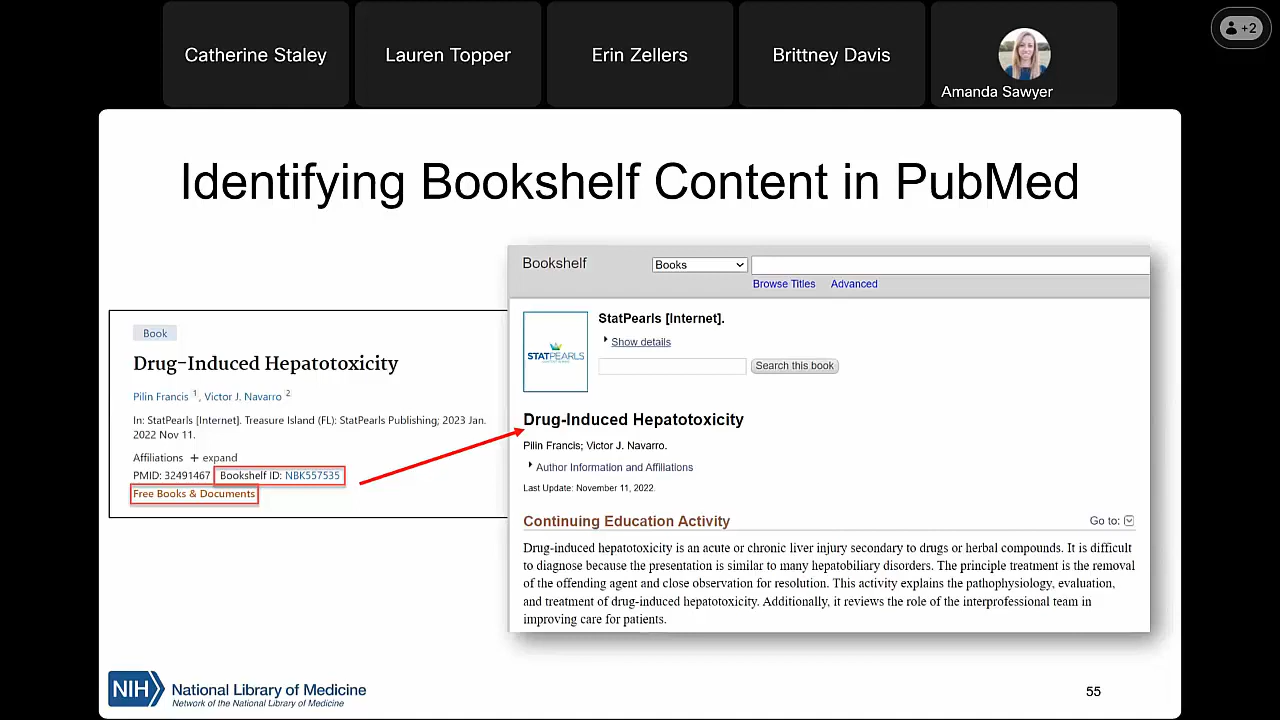 Catherine Staley
Lauren Topper
Erin Zellers
Brittney Davis
Amanda Sawyer
+2
Identifying Bookshelf Content in PubMed
Book
Drug-Induced Hepatotoxicity
Pilin Francis 1, Victor J. Navarro 2
In: StatPearls [Internet]. Treasure Island (FL): StatPearls Publishing; 2023 Jan.
2022 Nov 11.
Affiliations + expand
PMID: 32491467 Bookshelf ID: NBK557535
Free Books & Documents
Bookshelf
Books
Browse Titles Advanced
STATPEARLS
StatPearls [Internet].
Show details
Search this book
Drug-Induced Hepatotoxicity
Pilin Francis; Victor J. Navarro.
Author Information and Affiliations
Last Update: November 11, 2022.
Continuing Education Activity
Go to:
Drug-induced hepatotoxicity is an acute or chronic liver injury secondary to drugs or herbal compounds. It is difficult
to diagnose because the presentation is similar to many hepatobiliary disorders. The principle treatment is the removal
of the offending agent and close observation for resolution. This activity explains the pathophysiology, evaluation,
and treatment of drug-induced hepatotoxicity. Additionally, it reviews the role of the interprofessional team in
improving care for patients.
NIH National Library of Medicine
Network of the National Library of Medicine
55